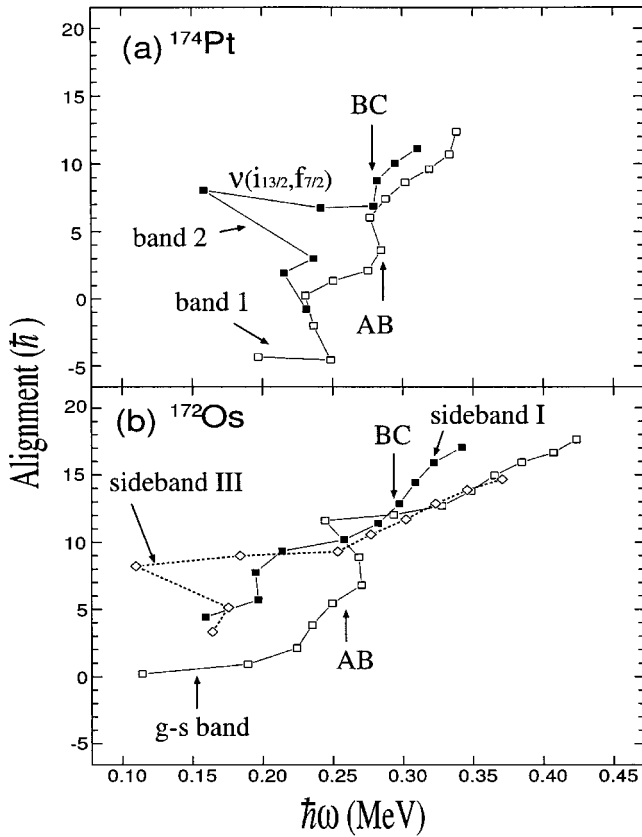 20
(a) ¹⁷⁴Pt
15
BC
10
ν(i₁₃/₂,f₇/₂)
5
band 2
0
band 1
AB
-5
Alignment (ℏ)
20
(b) ¹⁷²Os
BC
sideband I
15
sideband III
10
5
AB
0
g-s band
-5
0.10 0.15 0.20 0.25 0.30 0.35 0.40 0.45
ℏω (MeV)